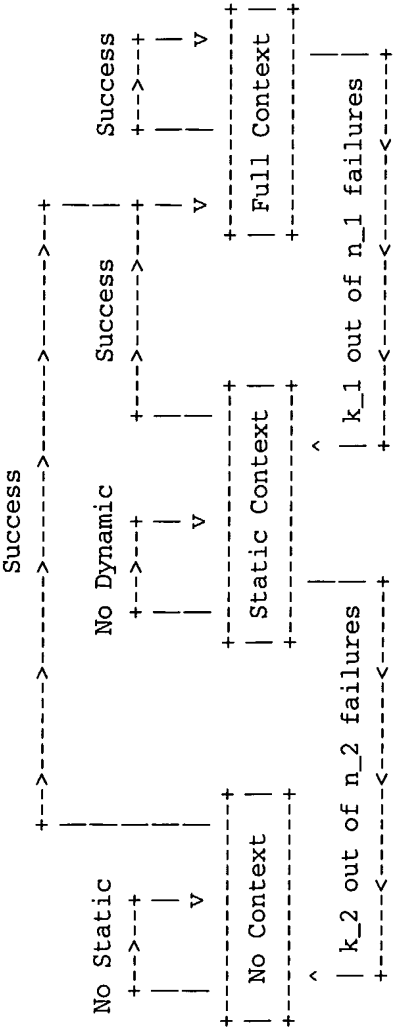 Success
No Static No Dynamic Success Success
No Context Static Context Full Context
k_2 out of n_2 failures k_1 out of n_1 failures